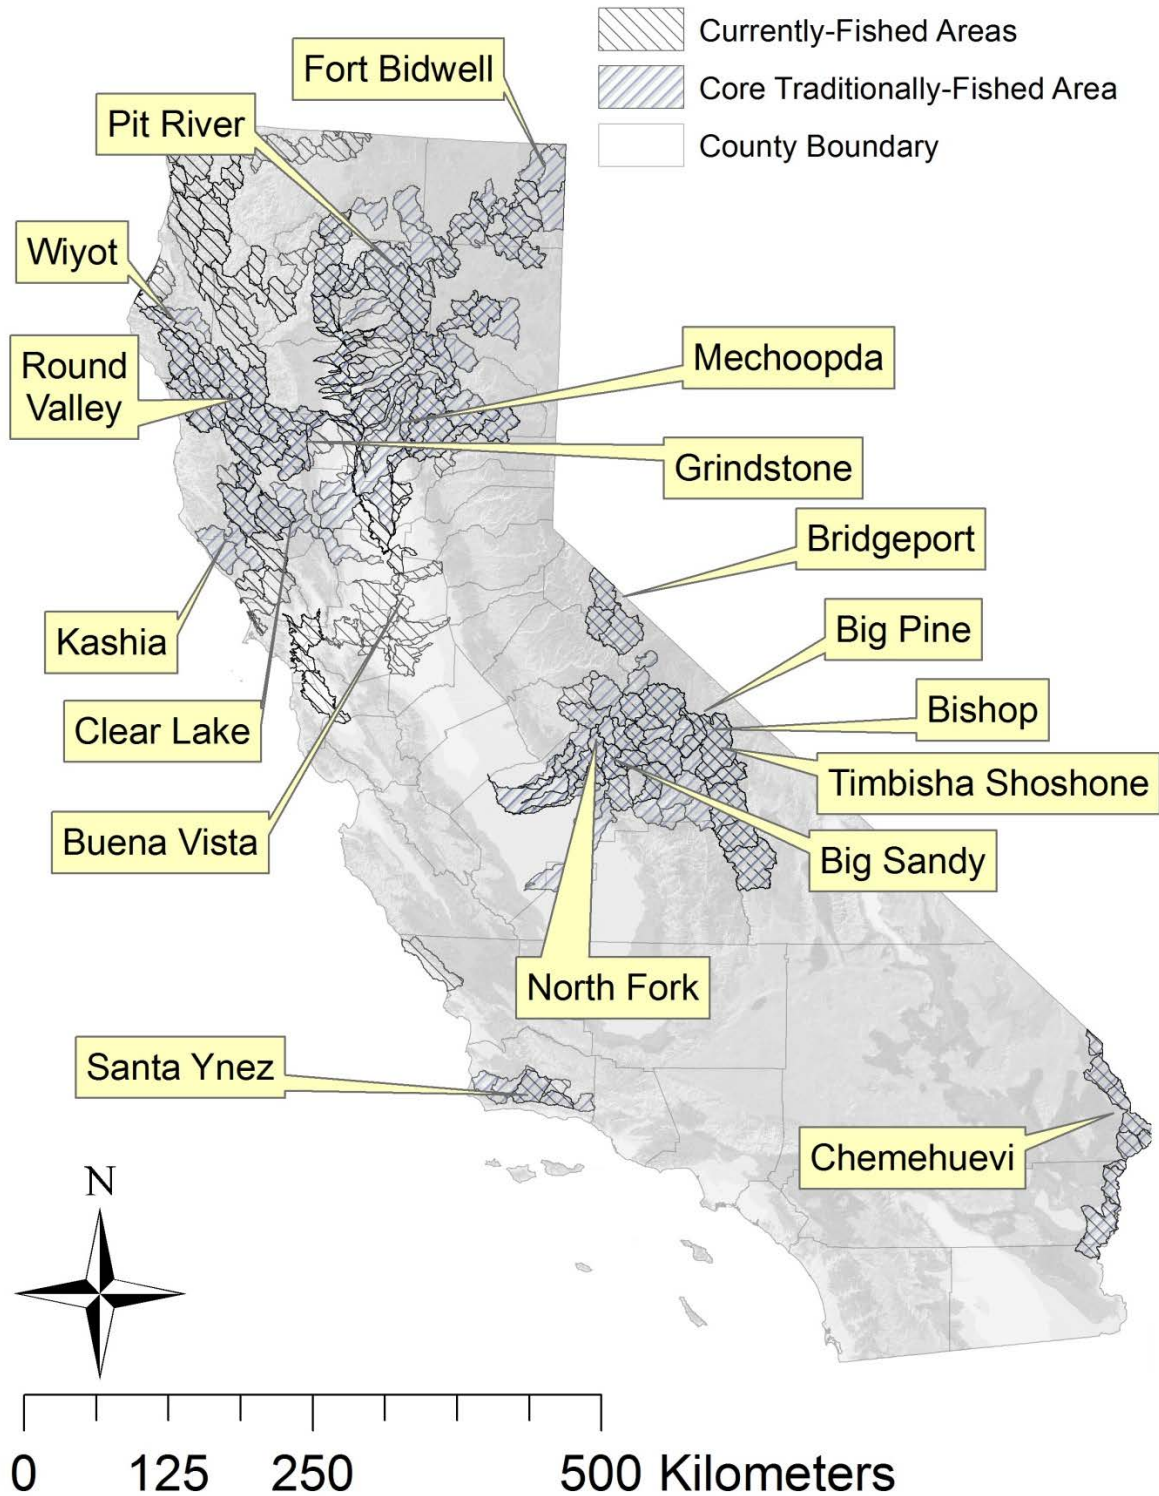 Currently-Fished Areas
Core Traditionally-Fished Area
County Boundary
Fort Bidwell
Pit River
Wiyot
Round
Valley
Mechoopda
Grindstone
Bridgeport
Kashia
Big Pine
Clear Lake
Bishop
Timbisha Shoshone
Buena Vista
Big Sandy
North Fork
Santa Ynez
Chemehuevi
N
0 125 250 500 Kilometers